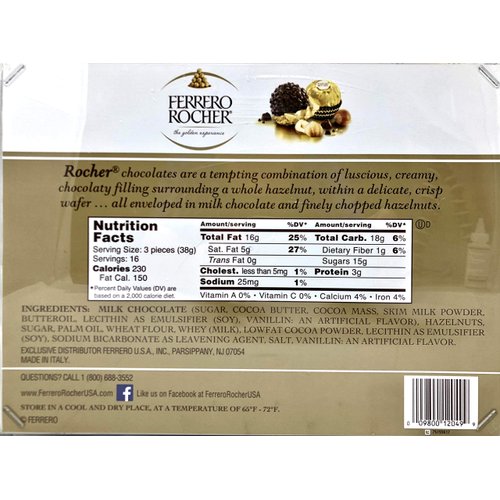 FERRERO
ROCHER®
the golden experience
Rocher® chocolates are a tempting combination of luscious, creamy,
chocolaty filling surrounding a whole hazelnut, within a delicate, crisp
wafer ... all enveloped in milk chocolate and finely chopped hazelnuts.
Nutrition
Facts
Serving Size: 3 pieces (38g)
Servings: 16
Calories 230
Fat Cal. 150
*Percent Daily Values (DV) are
based on a 2,000 calorie diet.
Amount/serving %DV* Amount/serving %DV*
Total Fat 16g 25% Total Carb. 18g 6%
Sat. Fat 5g 27% Dietary Fiber 1g 6%
Trans Fat 0g Sugars 15g
Cholest. less than 5mg 1% Protein 3g
Sodium 25mg 1%
Vitamin A 0% • Vitamin C 0% • Calcium 4% • Iron 4%
U D
INGREDIENTS: MILK CHOCOLATE (SUGAR, COCOA BUTTER, COCOA MASS, SKIM MILK POWDER,
BUTTEROIL, LECITHIN AS EMULSIFIER (SOY), VANILLIN: AN ARTIFICIAL FLAVOR), HAZELNUTS,
SUGAR, PALM OIL, WHEAT FLOUR, WHEY (MILK), LOWFAT COCOA POWDER, LECITHIN AS EMULSIFIER
(SOY), SODIUM BICARBONATE AS LEAVENING AGENT, SALT, VANILLIN: AN ARTIFICIAL FLAVOR.
EXCLUSIVE DISTRIBUTOR FERRERO U.S.A., INC., PARSIPPANY, NJ 07054
MADE IN ITALY.
QUESTIONS? CALL 1 (800) 688-3552
FerreroRocherUSA.com f Like us on Facebook at FerreroRocherUSA
STORE IN A COOL AND DRY PLACE, AT A TEMPERATURE OF 65°F - 72°F.
© FERRERO
0 09800 12049 9